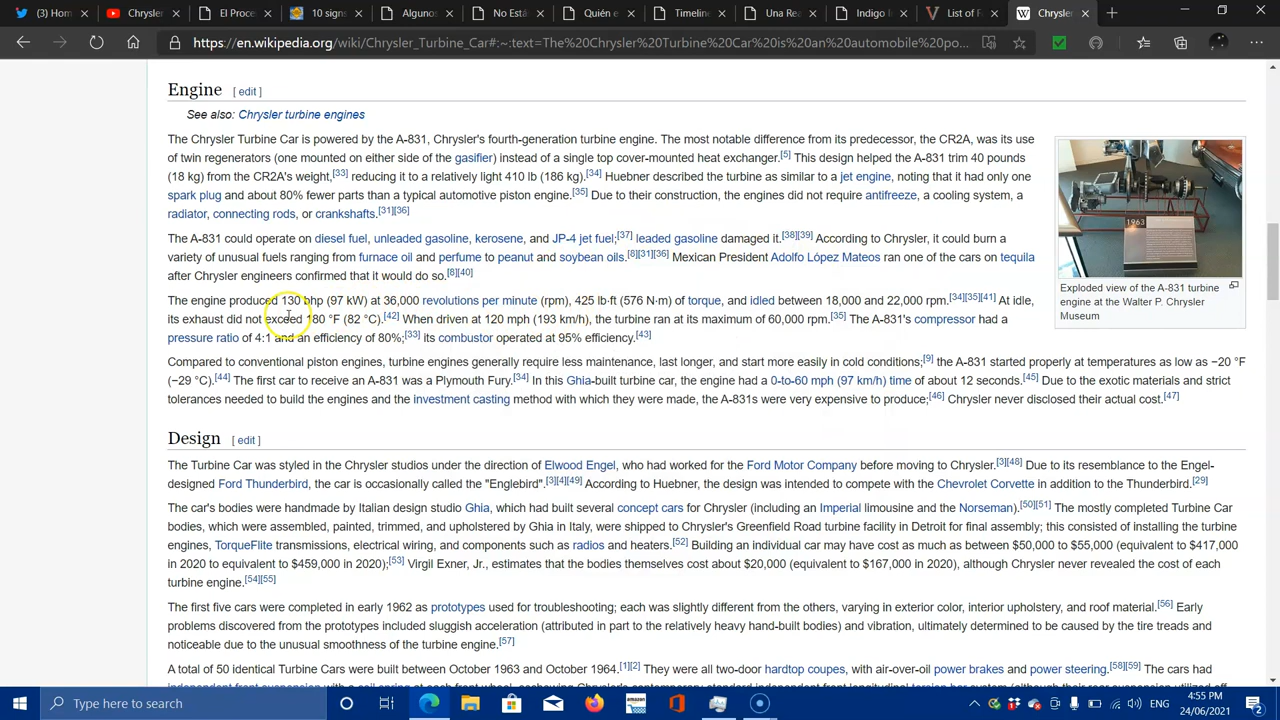 Hom
Chrysler
El Proce
10 signs
Algunos
No Está
Quién e
Timeline
Una Re
Indigo I
List of F
Chrysler
https://en.wikipedia.org/wiki/Chrysler_Turbine_Car#:~:text=The%20Chrysler%20Turbine%20Car%20is%20an%20automobile%20po...
Engine [ edit ]
See also: Chrysler turbine engines
The Chrysler Turbine Car is powered by the A-831, Chrysler's fourth-generation turbine engine. The most notable difference from its predecessor, the CR2A, was its use
of twin regenerators (one mounted on either side of the gasifier) instead of a single top cover-mounted heat exchanger.[5] This design helped the A-831 trim 40 pounds
(18 kg) from the CR2A's weight,[33] reducing it to a relatively light 410 lb (186 kg).[34] Huebner described the turbine as similar to a jet engine, noting that it had only one
spark plug and about 80% fewer parts than a typical automotive piston engine.[35] Due to their construction, the engines did not require antifreeze, a cooling system, a
radiator, connecting rods, or crankshafts.[31][36]
1963
Exploded view of the A-831 turbine
engine at the Walter P. Chrysler
Museum
The A-831 could operate on diesel fuel, unleaded gasoline, kerosene, and JP-4 jet fuel;[37] leaded gasoline damaged it.[38][39] According to Chrysler, it could burn a
variety of unusual fuels ranging from furnace oil and perfume to peanut and soybean oils.[8][31][36] Mexican President Adolfo López Mateos ran one of the cars on tequila
after Chrysler engineers confirmed that it would do so.[8][40]
The engine produced 130 bhp (97 kW) at 36,000 revolutions per minute (rpm), 425 lb·ft (576 N·m) of torque, and idled between 18,000 and 22,000 rpm.[34][35][41] At idle,
its exhaust did not exceed 180 °F (82 °C).[42] When driven at 120 mph (193 km/h), the turbine ran at its maximum of 60,000 rpm.[35] The A-831's compressor had a
pressure ratio of 4:1 and an efficiency of 80%;[33] its combustor operated at 95% efficiency.[43]
Compared to conventional piston engines, turbine engines generally require less maintenance, last longer, and start more easily in cold conditions;[9] the A-831 started properly at temperatures as low as −20 °F
(−29 °C).[44] The first car to receive an A-831 was a Plymouth Fury.[34] In this Ghia-built turbine car, the engine had a 0-to-60 mph (97 km/h) time of about 12 seconds.[45] Due to the exotic materials and strict
tolerances needed to build the engines and the investment casting method with which they were made, the A-831s were very expensive to produce;[46] Chrysler never disclosed their actual cost.[47]
Design [ edit ]
The Turbine Car was styled in the Chrysler studios under the direction of Elwood Engel, who had worked for the Ford Motor Company before moving to Chrysler.[3][48] Due to its resemblance to the Engel-
designed Ford Thunderbird, the car is occasionally called the "Englebird".[3][4][49] According to Huebner, the design was intended to compete with the Chevrolet Corvette in addition to the Thunderbird.[29]
The car's bodies were handmade by Italian design studio Ghia, which had built several concept cars for Chrysler (including an Imperial limousine and the Norseman).[50][51] The mostly completed Turbine Car
bodies, which were assembled, painted, trimmed, and upholstered by Ghia in Italy, were shipped to Chrysler's Greenfield Road turbine facility in Detroit for final assembly; this consisted of installing the turbine
engines, TorqueFlite transmissions, electrical wiring, and components such as radios and heaters.[52] Building an individual car may have cost as much as between $50,000 to $55,000 (equivalent to $417,000
in 2020 to equivalent to $459,000 in 2020);[53] Virgil Exner, Jr., estimates that the bodies themselves cost about $20,000 (equivalent to $167,000 in 2020), although Chrysler never revealed the cost of each
turbine engine.[54][55]
The first five cars were completed in early 1962 as prototypes used for troubleshooting; each was slightly different from the others, varying in exterior color, interior upholstery, and roof material.[56] Early
problems discovered from the prototypes included sluggish acceleration (attributed in part to the relatively heavy hand-built bodies) and vibration, ultimately determined to be caused by the tire treads and
noticeable due to the unusual smoothness of the turbine engine.[57]
A total of 50 identical Turbine Cars were built between October 1963 and October 1964.[1][2] They were all two-door hardtop coupes, with air-over-oil power brakes and power steering.[58][59] The cars had
Type here to search
4:55 PM
24/06/2021